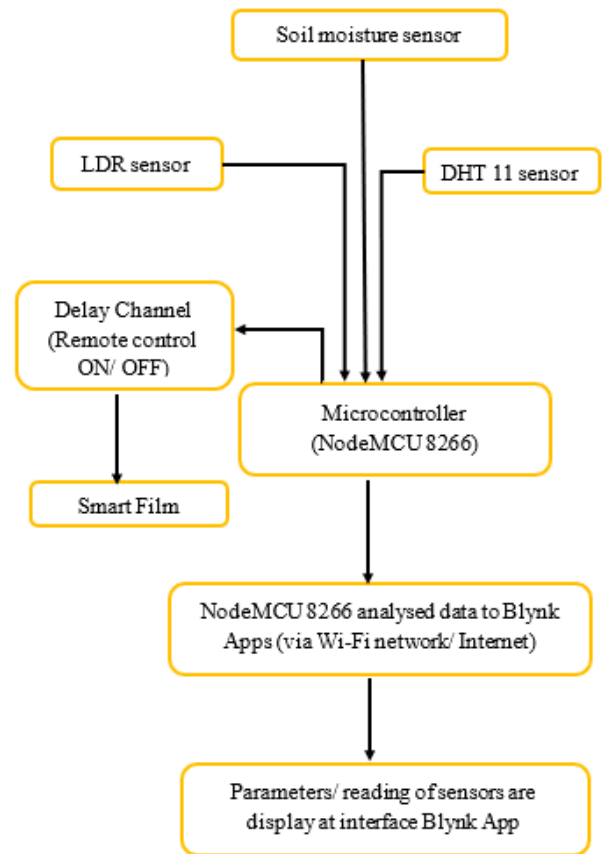 Soil moisture sensor
LDR sensor
DHT 11 sensor
Delay Channel
(Remote control
ON/ OFF)
Microcontroller
(NodeMCU 8266)
Smart Film
NodeMCU 8266 analysed data to Blynk
Apps (via Wi-Fi network/ Internet)
Parameters/ reading of sensors are
display at interface Blynk App